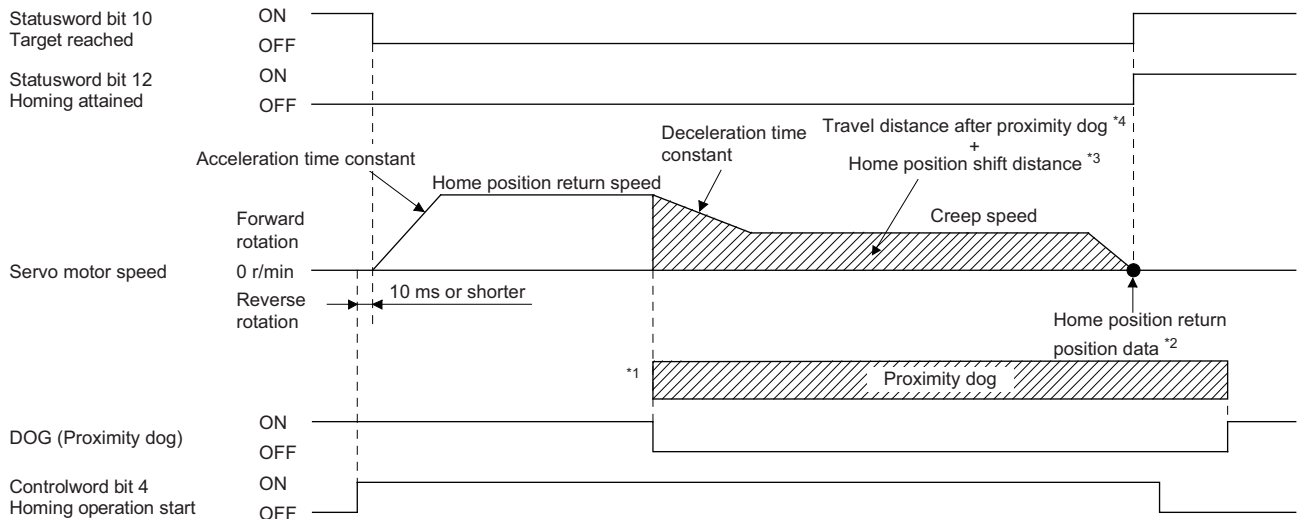 Statusword bit 10
Target reached
ON
OFF
Statusword bit 12
Homing attained
ON
OFF
Acceleration time constant
Home position return speed
Deceleration time
constant
Travel distance after proximity dog *4
+
Home position shift distance *3
Creep speed
Servo motor speed
Forward
rotation
0 r/min
Reverse
rotation
10 ms or shorter
Home position return
position data *2
*1
Proximity dog
DOG (Proximity dog)
ON
OFF
Controlword bit 4
Homing operation start
ON
OFF